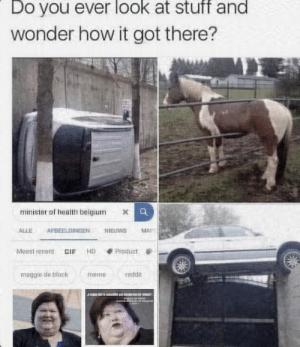 Do you ever look at stuff and
wonder how it got there?
minister of health belgium ×
ALLE AFBEELDINGEN NIEUWS
Meest recent GIF HD Product
maggie de block meme reddit